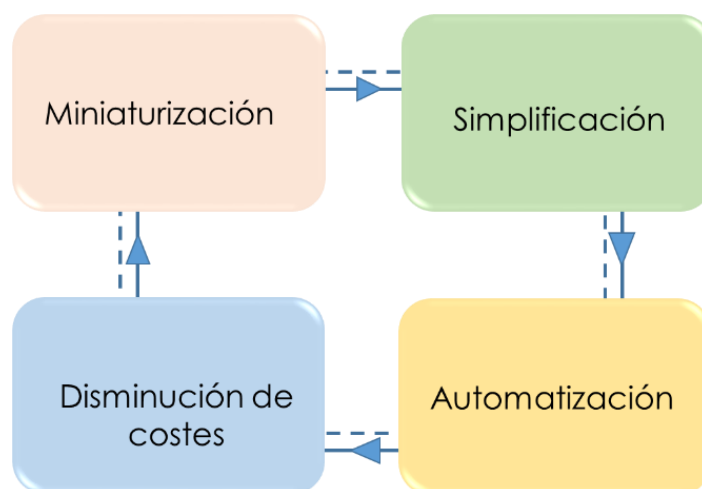 Miniaturización
Simplificación
Disminución de
costes
Automatización